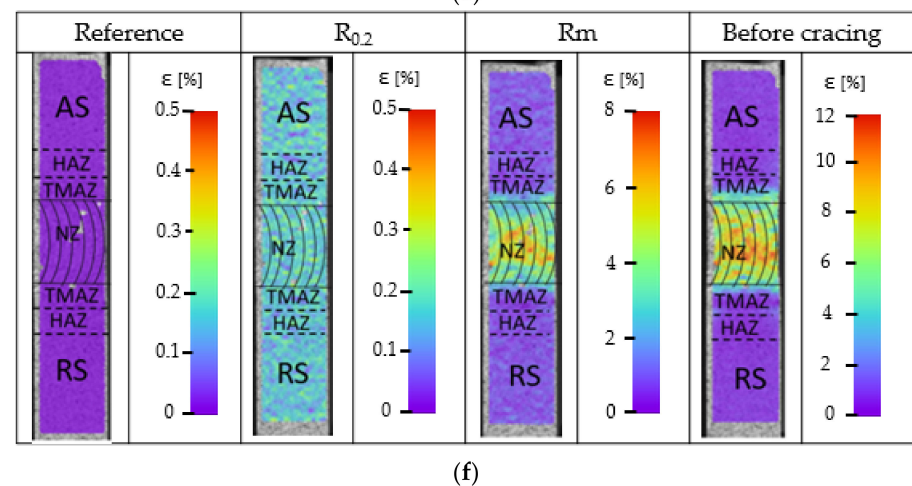 Reference
R0.2
Rm
Before cracing
AS
HAZ
TMAZ
NZ
TMAZ
HAZ
RS
ε [%]
0.5
0.4
0.3
0.2
0.1
0
AS
HAZ
TMAZ
NZ
TMAZ
HAZ
RS
ε [%]
0.5
0.4
0.3
0.2
0.1
0
AS
HAZ
TMAZ
NZ
TMAZ
HAZ
RS
ε [%]
8
6
4
2
0
AS
HAZ
TMAZ
NZ
TMAZ
HAZ
RS
ε [%]
12
10
8
6
4
2
0
(f)